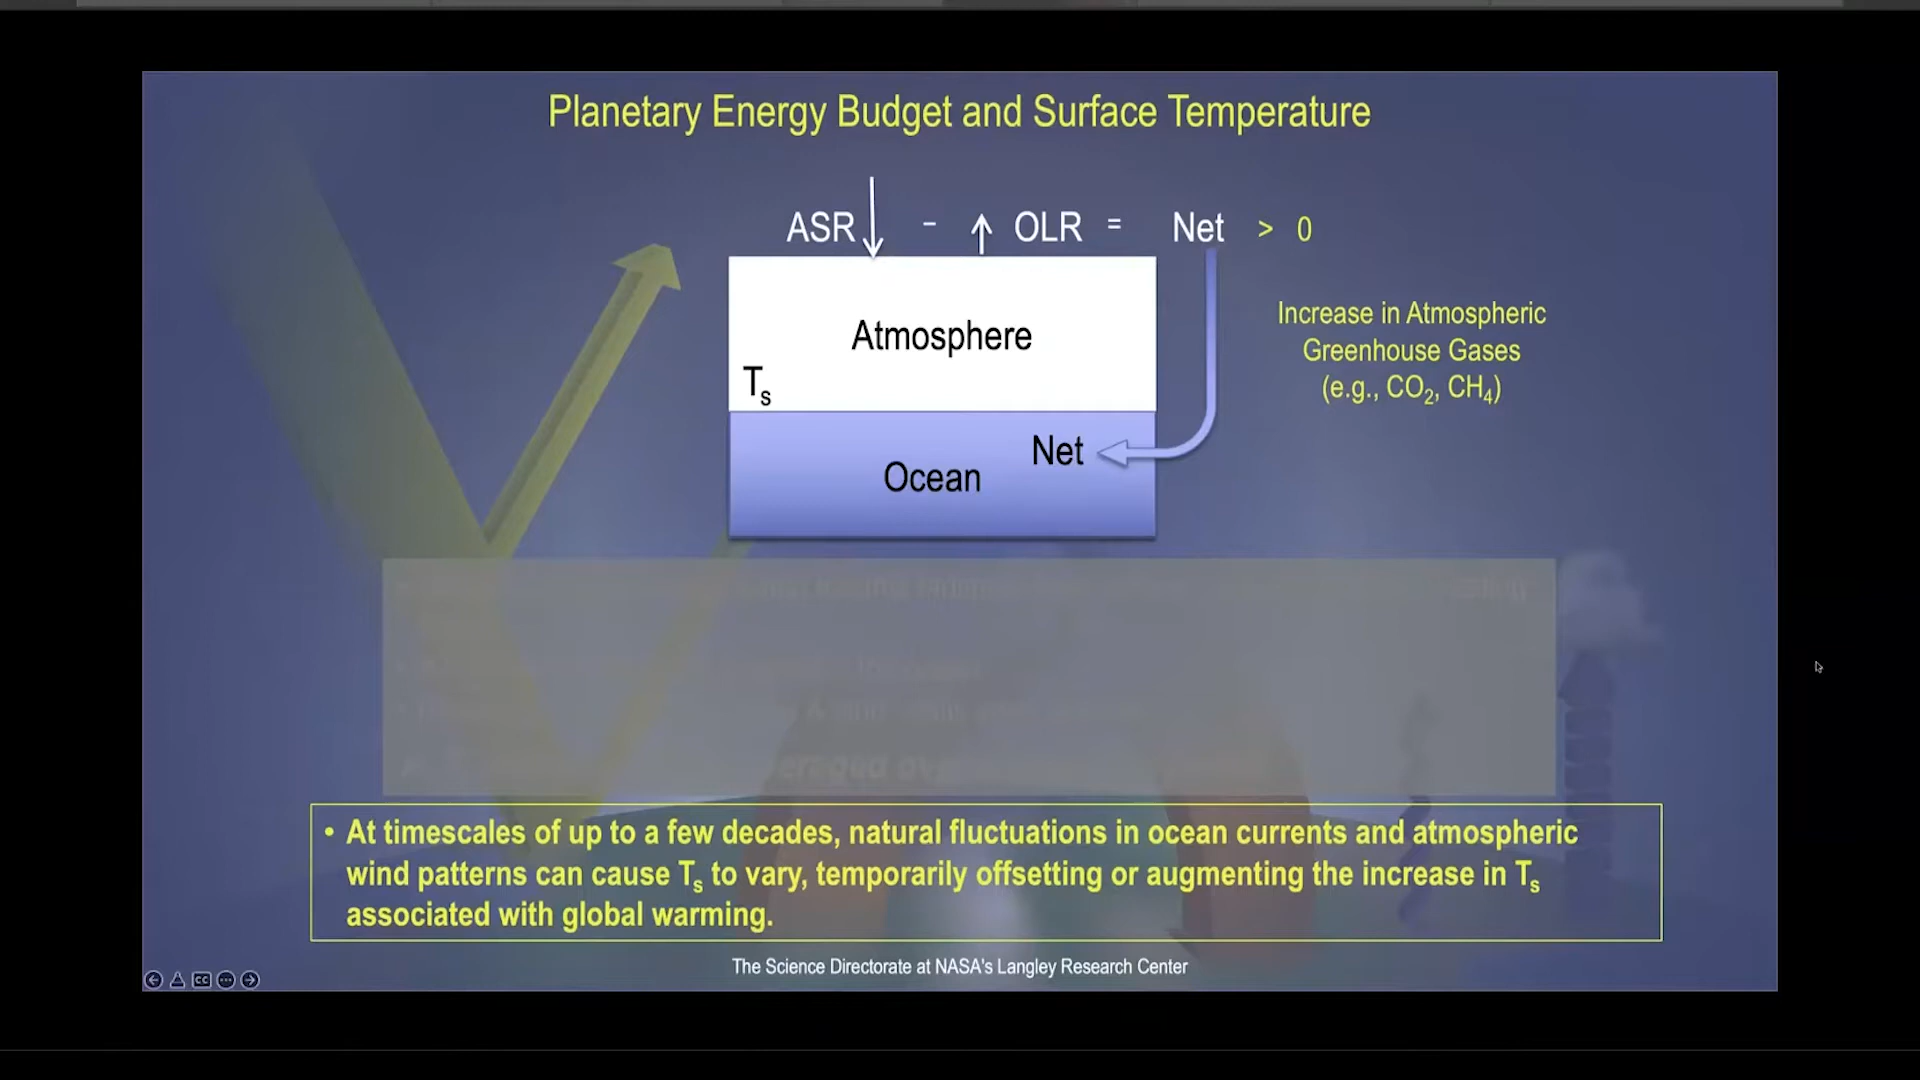 Planetary Energy Budget and Surface Temperature
ASR - OLR = Net > 0
Atmosphere
Ts
Increase in Atmospheric
Greenhouse Gases
(e.g., CO2, CH4)
Net
Ocean
• At timescales of up to a few decades, natural fluctuations in ocean currents and atmospheric
wind patterns can cause Ts to vary, temporarily offsetting or augmenting the increase in Ts
associated with global warming.
The Science Directorate at NASA's Langley Research Center
CC